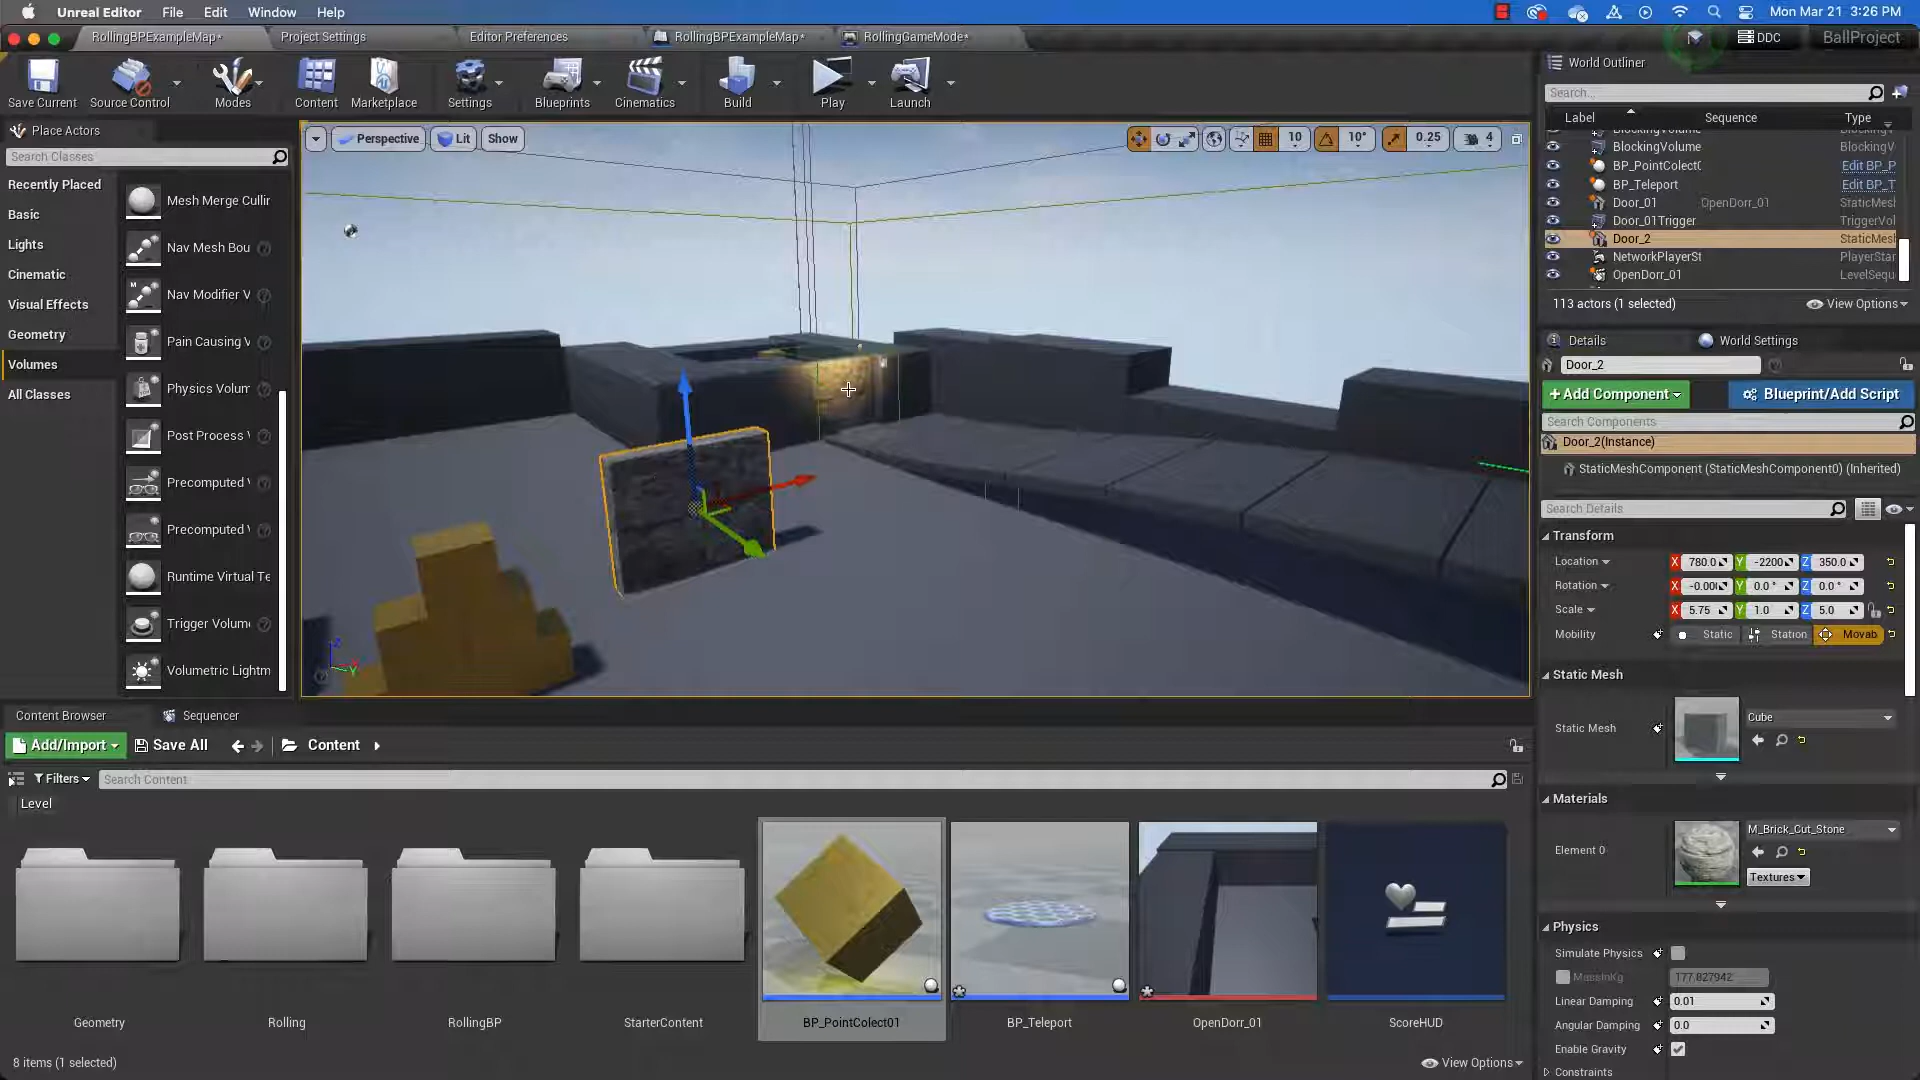 Unreal Editor File Edit Window Help Mon Mar 21 3:26 PM
RollingBPExampleMap* Project Settings Editor Preferences RollingBPExampleMap* RollingGameMode* DDC BallProject
Save Current Source Control Modes Content Marketplace Settings Blueprints Cinematics Build Play Launch
World Outliner
Search...
Label Sequence Type
BlockingVolume BlockingV
BlockingVolume BlockingV
BP_PointColect Edit BP_P
BP_Teleport Edit BP_T
Door_01 OpenDorr_01 StaticMesh
Door_01Trigger TriggerVol
Door_2 StaticMesh
NetworkPlayerSt PlayerStar
OpenDorr_01 LevelSequ
113 actors (1 selected) View Options
Place Actors
Search Classes
Recently Placed
Basic
Lights
Cinematic
Visual Effects
Geometry
Volumes
All Classes
Mesh Merge Cullin
Nav Mesh Bou
Nav Modifier V
Pain Causing V
Physics Volum
Post Process V
Precomputed V
Precomputed V
Runtime Virtual Te
Trigger Volume
Volumetric Lightm
Perspective Lit Show 10 10° 0.25 4
Z X Y
Details World Settings
Door_2
+ Add Component Blueprint/Add Script
Search Components
Door_2(Instance)
StaticMeshComponent (StaticMeshComponent0) (Inherited)
Search Details
Transform
Location X 780.0 Y -2200 Z 350.0
Rotation X -0.00 Y 0.0 ° Z 0.0 °
Scale X 5.75 Y 1.0 Z 5.0
Mobility Static Station Movab
Static Mesh
Static Mesh Cube
Materials
Element 0 M_Brick_Cut_Stone
Textures
Physics
Simulate Physics
MassInKg 177.827942
Linear Damping 0.01
Angular Damping 0.0
Enable Gravity
Constraints
Content Browser Sequencer
Add/Import Save All Content
Filters Search Content
Level
Geometry Rolling RollingBP StarterContent BP_PointColect01 BP_Teleport OpenDorr_01 ScoreHUD
8 items (1 selected) View Options